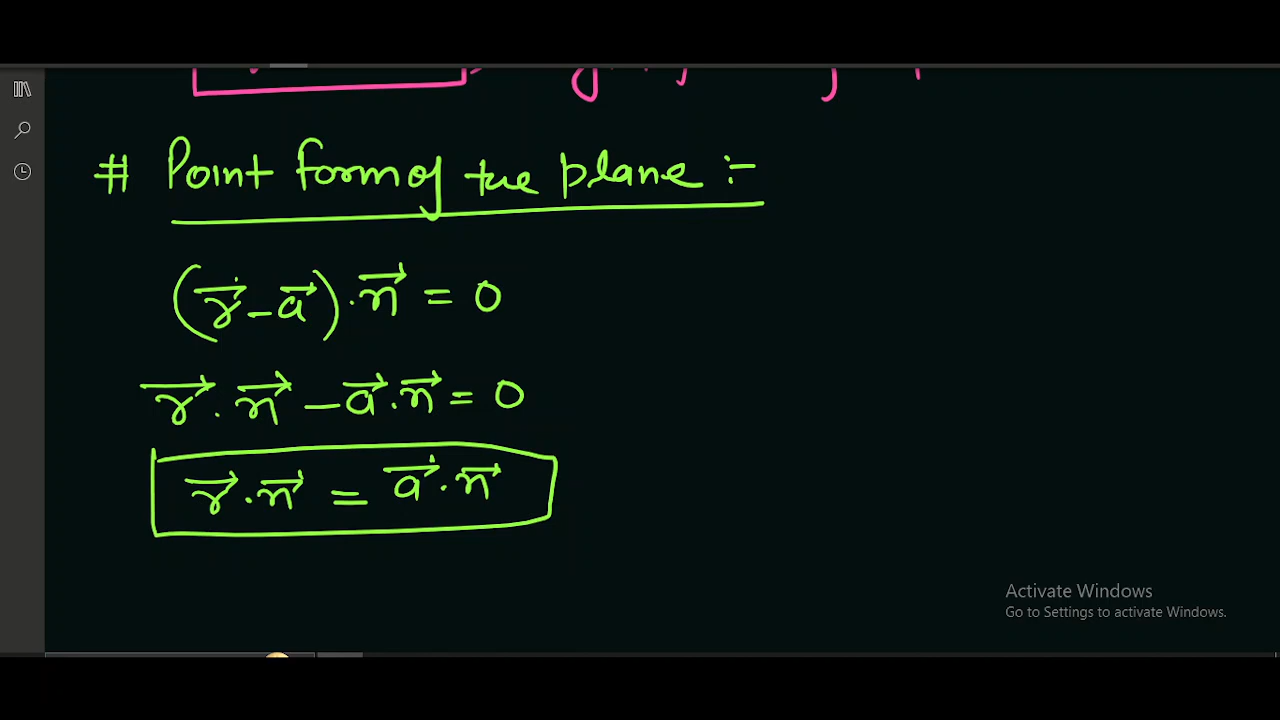 # Point form of the plane :-
(r⃗ - a⃗) . n⃗ = 0
r⃗ . n⃗ - a⃗ . n⃗ = 0
r⃗ . n⃗ = a⃗ . n⃗
Activate Windows
Go to Settings to activate Windows.